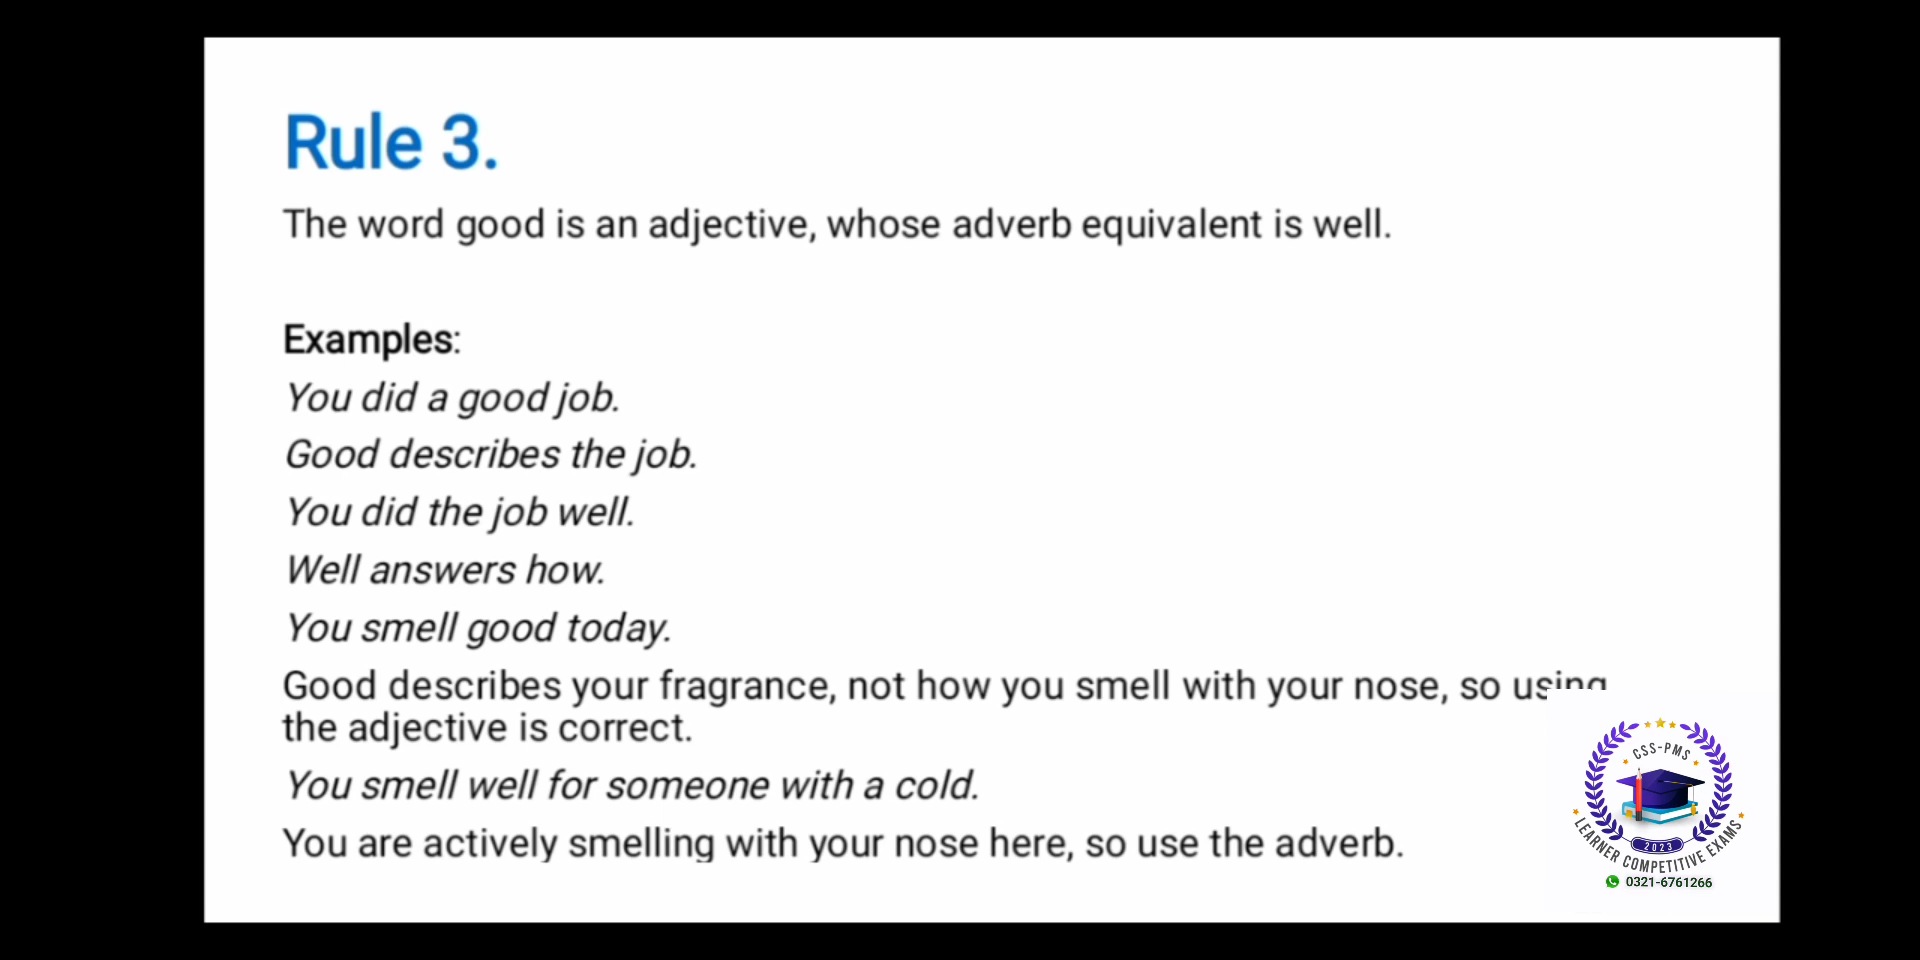 Rule 3.
The word good is an adjective, whose adverb equivalent is well.
Examples:
You did a good job.
Good describes the job.
You did the job well.
Well answers how.
You smell good today.
Good describes your fragrance, not how you smell with your nose, so using
the adjective is correct.
You smell well for someone with a cold.
You are actively smelling with your nose here, so use the adverb.
CSS-PMS
2023
LEARNER COMPETITIVE EXAMS
0321-6761266